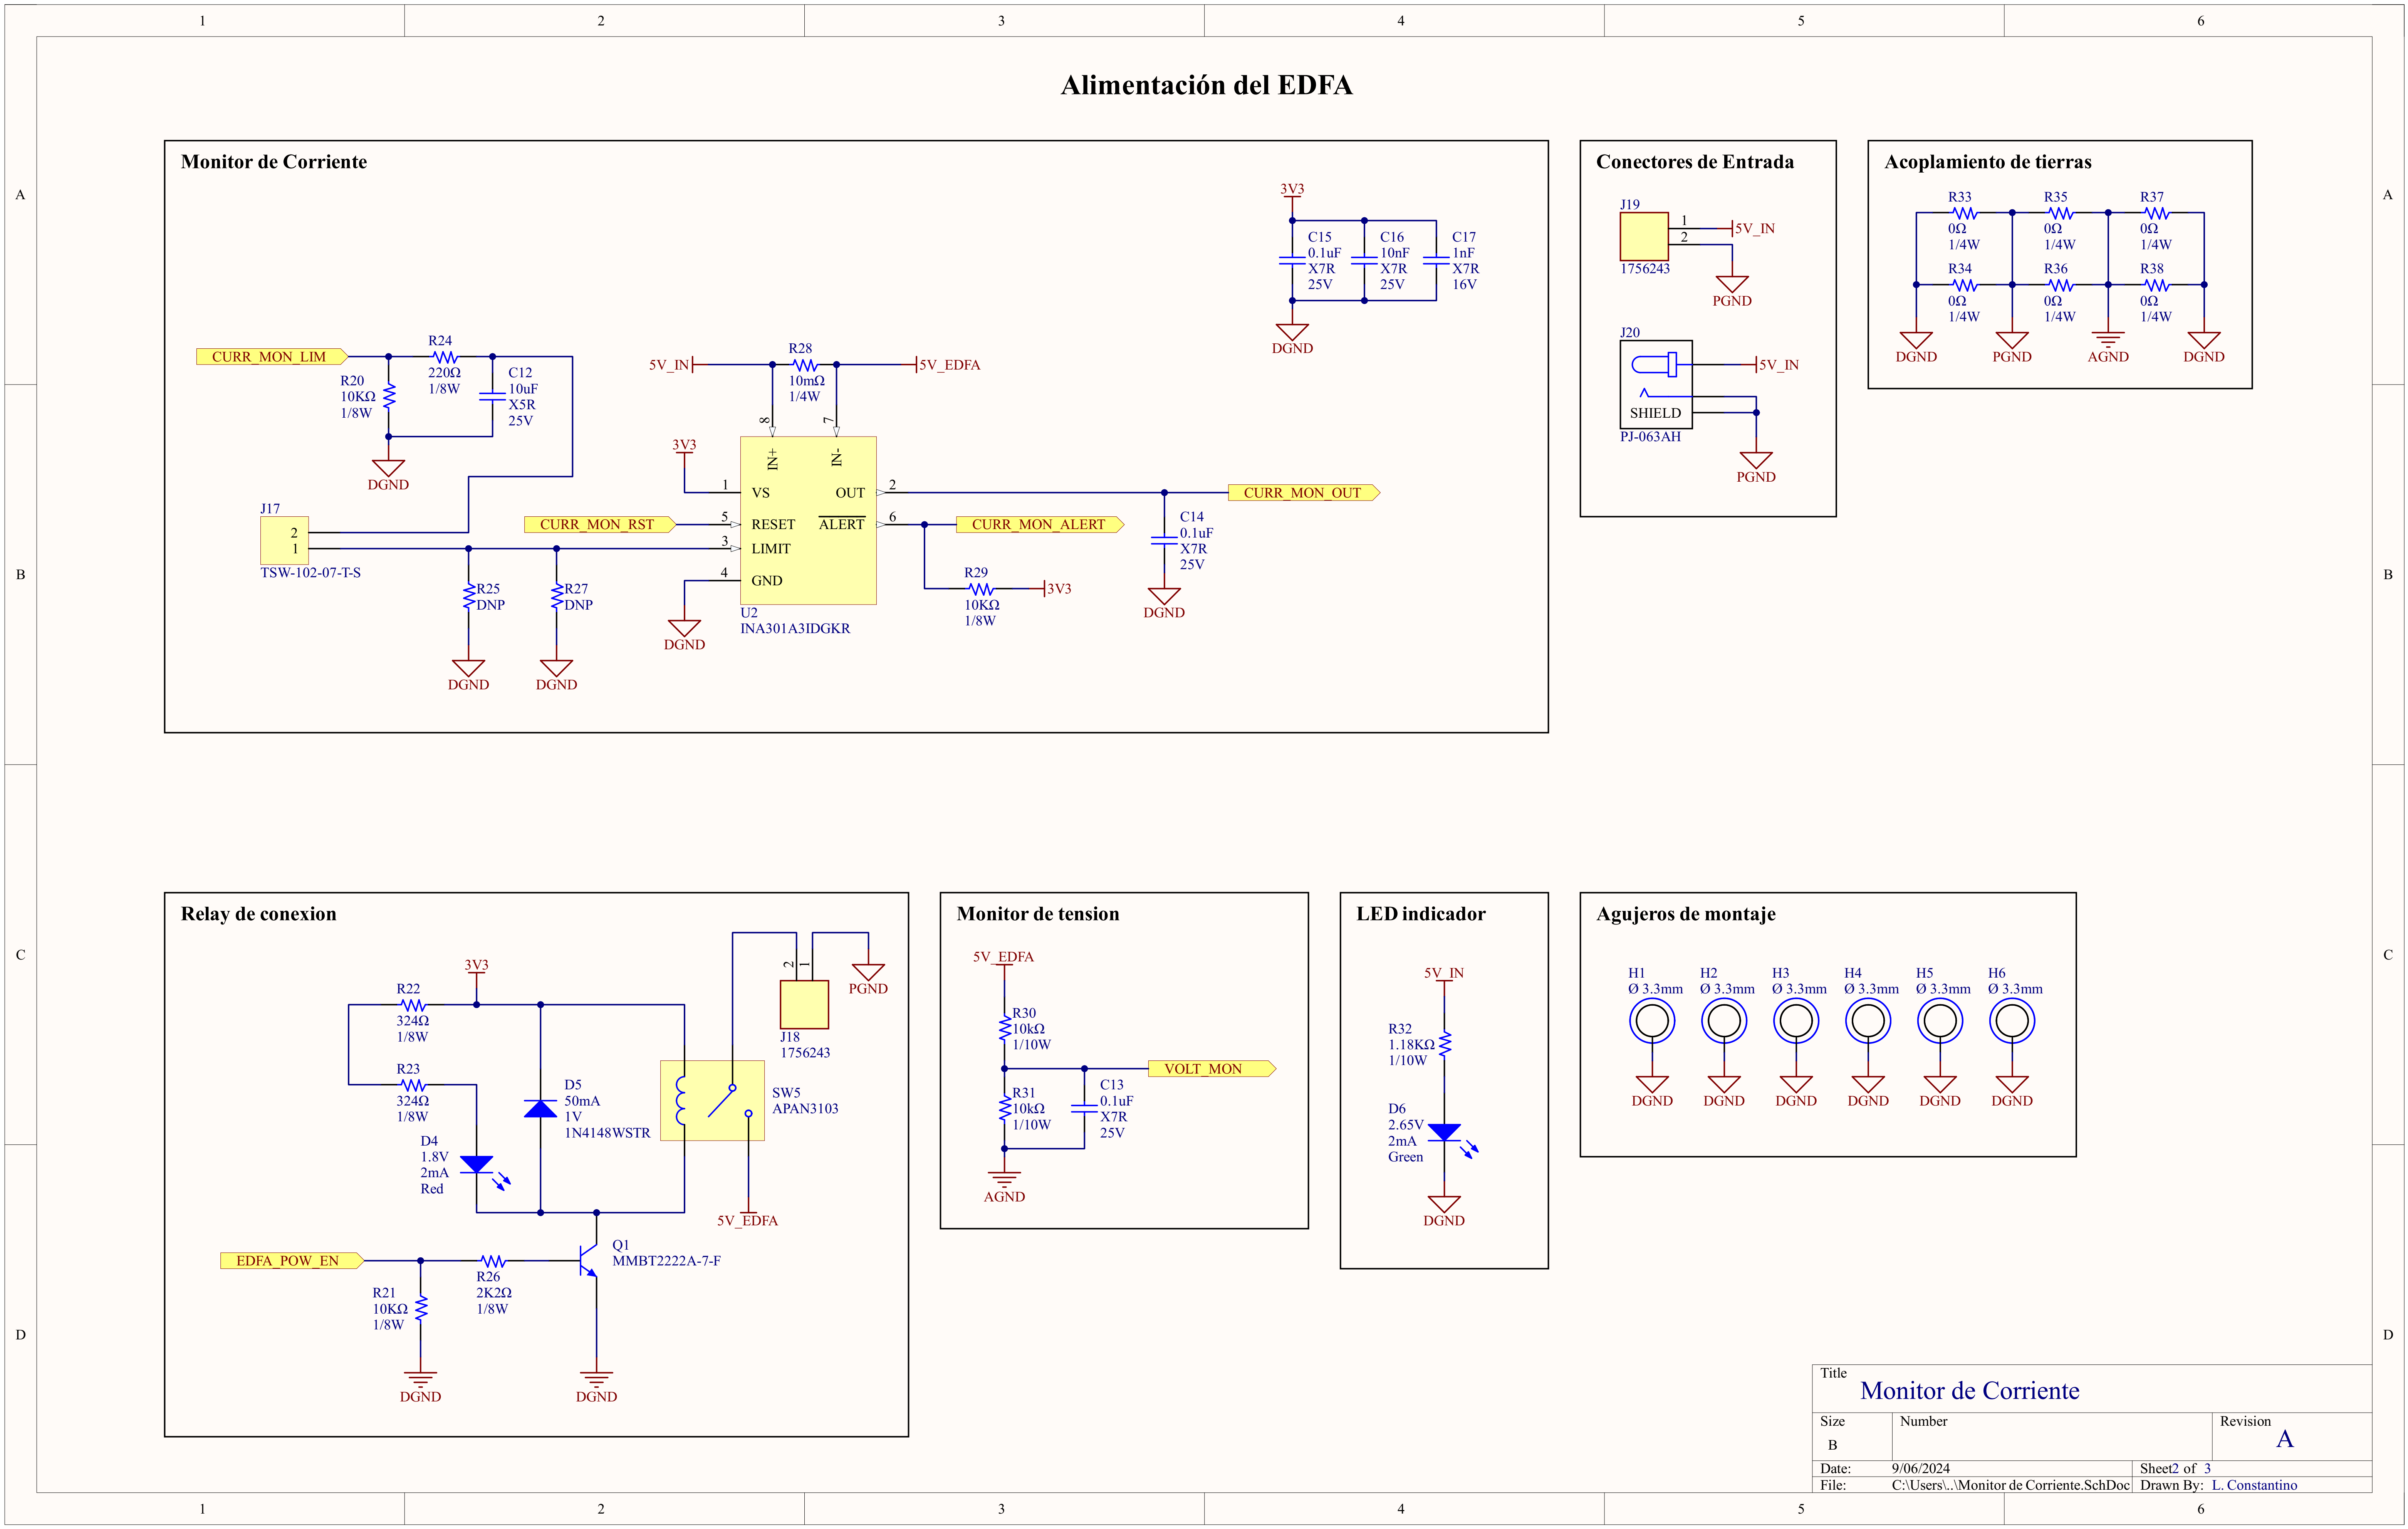 1 2 3 4 5 6
Alimentación del EDFA
A
A
B
B
C
C
D
D
Monitor de Corriente
3V3
C15
0.1uF
X7R
25V
C16
10nF
X7R
25V
C17
1nF
X7R
16V
DGND
CURR_MON_LIM
R24
220Ω
1/8W
R20
10KΩ
1/8W
C12
10uF
X5R
25V
DGND
J17
2
1
TSW-102-07-T-S
R25
DNP
DGND
R27
DNP
DGND
5V_IN
R28
10mΩ
1/4W
5V_EDFA
8
7
IN+
IN-
3V3
1
VS
OUT
2
CURR_MON_OUT
CURR_MON_RST
5
RESET
ALERT
6
CURR_MON_ALERT
3
LIMIT
4
GND
U2
INA301A3IDGKR
DGND
R29
10KΩ
1/8W
3V3
C14
0.1uF
X7R
25V
DGND
Conectores de Entrada
J19
1
2
5V_IN
1756243
PGND
J20
5V_IN
SHIELD
PJ-063AH
PGND
Acoplamiento de tierras
R33
0Ω
1/4W
R35
0Ω
1/4W
R37
0Ω
1/4W
R34
0Ω
1/4W
R36
0Ω
1/4W
R38
0Ω
1/4W
DGND
PGND
AGND
DGND
Relay de conexion
3V3
R22
324Ω
1/8W
R23
324Ω
1/8W
D4
1.8V
2mA
Red
D5
50mA
1V
1N4148WSTR
2
1
J18
1756243
PGND
SW5
APAN3103
5V_EDFA
EDFA_POW_EN
R21
10KΩ
1/8W
R26
2K2Ω
1/8W
Q1
MMBT2222A-7-F
DGND
DGND
Monitor de tension
5V_EDFA
R30
10kΩ
1/10W
R31
10kΩ
1/10W
C13
0.1uF
X7R
25V
VOLT_MON
AGND
LED indicador
5V_IN
R32
1.18KΩ
1/10W
D6
2.65V
2mA
Green
DGND
Agujeros de montaje
H1
Ø 3.3mm
H2
Ø 3.3mm
H3
Ø 3.3mm
H4
Ø 3.3mm
H5
Ø 3.3mm
H6
Ø 3.3mm
DGND
DGND
DGND
DGND
DGND
DGND
Title
Monitor de Corriente
Size
B
Number
Revision
A
Date: 9/06/2024
Sheet2 of 3
File: C:\Users\..\Monitor de Corriente.SchDoc
Drawn By: L. Constantino
1 2 3 4 5 6